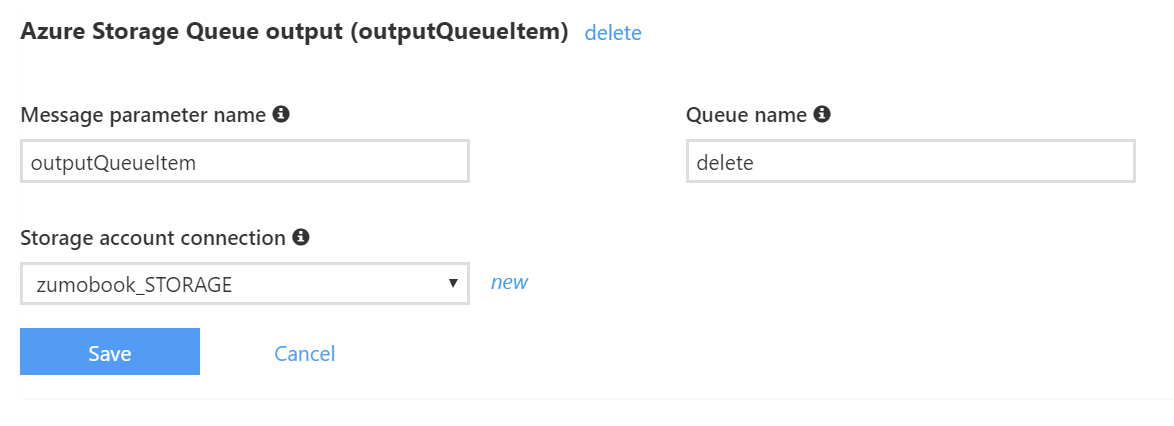 Azure Storage Queue output (outputQueueItem) delete
Message parameter name
Queue name
outputQueueItem
delete
Storage account connection
zumobook_STORAGE
new
Save
Cancel